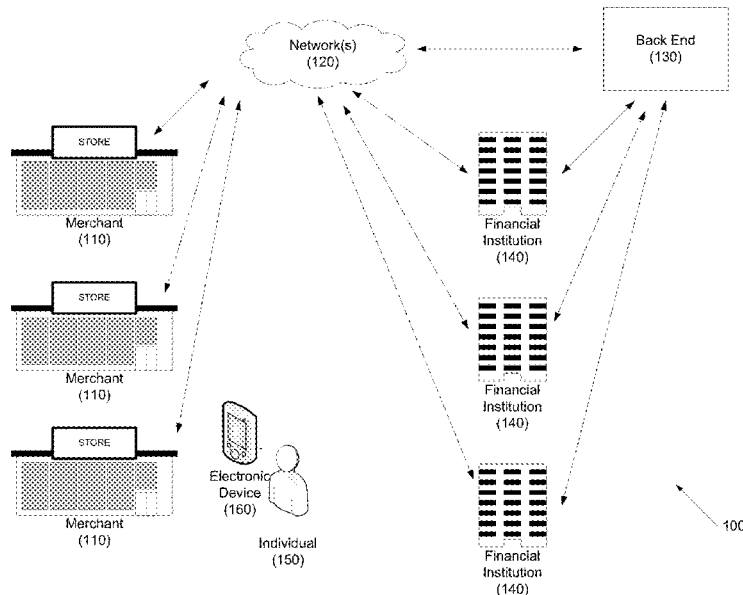 Network(s)
(120)
Back End
(130)
STORE
Merchant
(110)
Financial
Institution
(140)
STORE
Merchant
(110)
Financial
Institution
(140)
STORE
Merchant
(110)
Electronic
Device
(160)
Individual
(150)
Financial
Institution
(140)
100